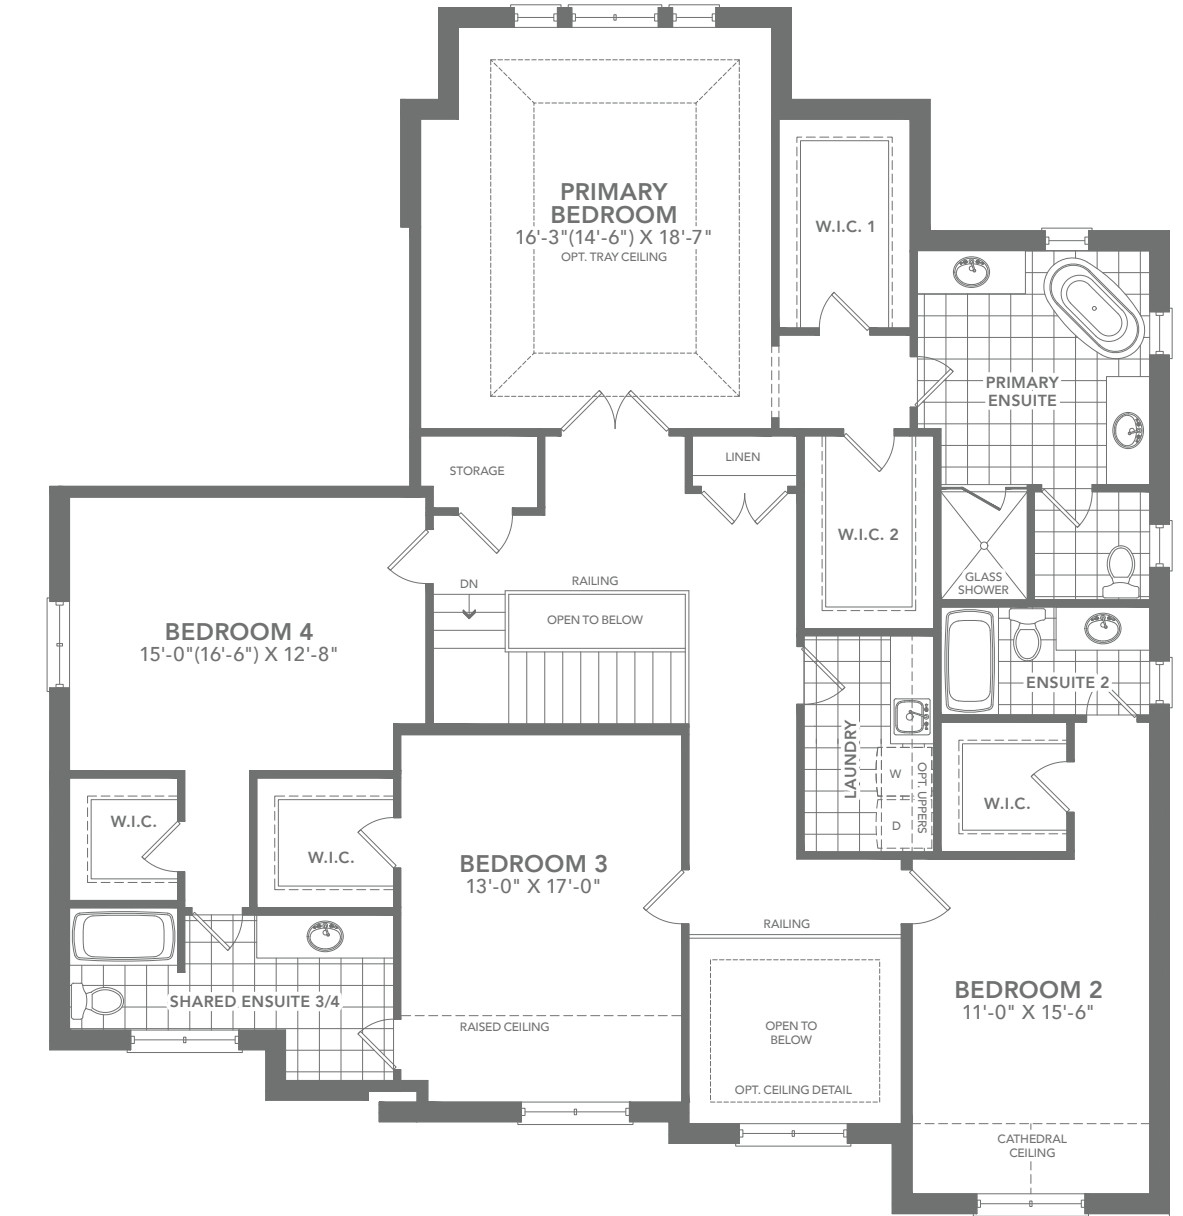 PRIMARY
BEDROOM
16'-3"(14'-6") X 18'-7"
OPT. TRAY CEILING
W.I.C. 1
PRIMARY
ENSUITE
STORAGE
LINEN
W.I.C. 2
GLASS
SHOWER
DN
RAILING
OPEN TO BELOW
BEDROOM 4
15'-0"(16'-6") X 12'-8"
ENSUITE 2
LAUNDRY
W
D
OPT. UPPERS
W.I.C.
W.I.C.
W.I.C.
BEDROOM 3
13'-0" X 17'-0"
RAILING
SHARED ENSUITE 3/4
RAISED CEILING
BEDROOM 2
11'-0" X 15'-6"
OPEN TO
BELOW
OPT. CEILING DETAIL
CATHEDRAL
CEILING